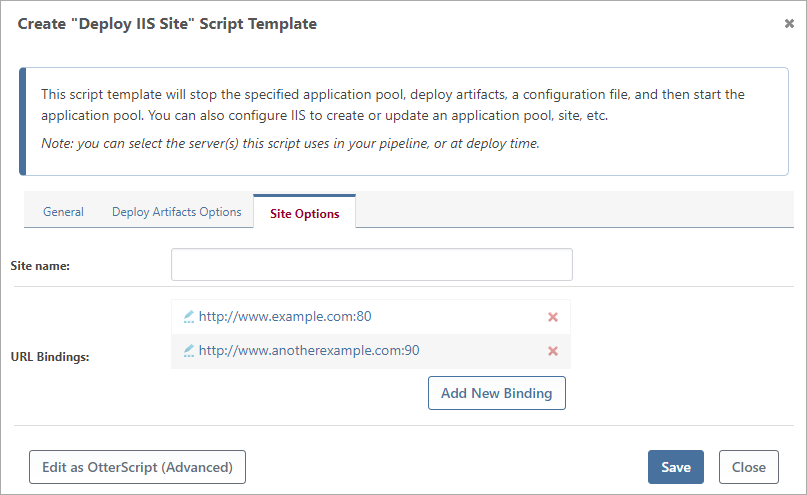 Create "Deploy IIS Site" Script Template
This script template will stop the specified application pool, deploy artifacts, a configuration file, and then start the
application pool. You can also configure IIS to create or update an application pool, site, etc.
Note: you can select the server(s) this script uses in your pipeline, or at deploy time.
General Deploy Artifacts Options Site Options
Site name:
http://www.example.com:80
URL Bindings:
http://www.anotherexample.com:90
Add New Binding
Edit as OtterScript (Advanced) Save Close